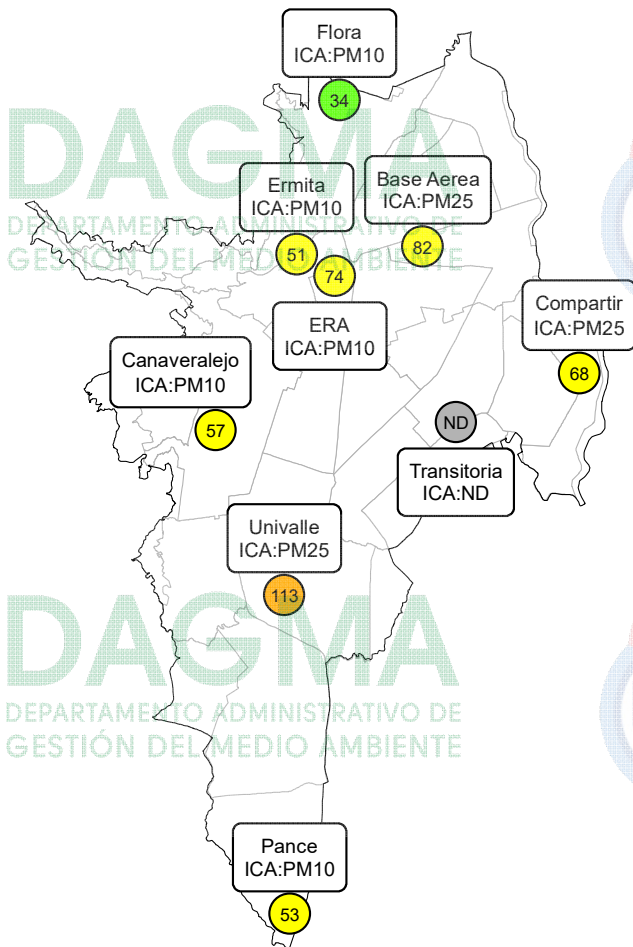 Flora
ICA:PM10
34
DAGMA
DEPARTAMENTO ADMINISTRATIVO DE
GESTIÓN DEL MEDIO AMBIENTE
Ermita
ICA:PM10
51
Base Aerea
ICA:PM25
82
74
ERA
ICA:PM10
Compartir
ICA:PM25
68
Canaveralejo
ICA:PM10
57
ND
Transitoria
ICA:ND
Univalle
ICA:PM25
113
DAGMA
DEPARTAMENTO ADMINISTRATIVO DE
GESTIÓN DEL MEDIO AMBIENTE
Pance
ICA:PM10
53